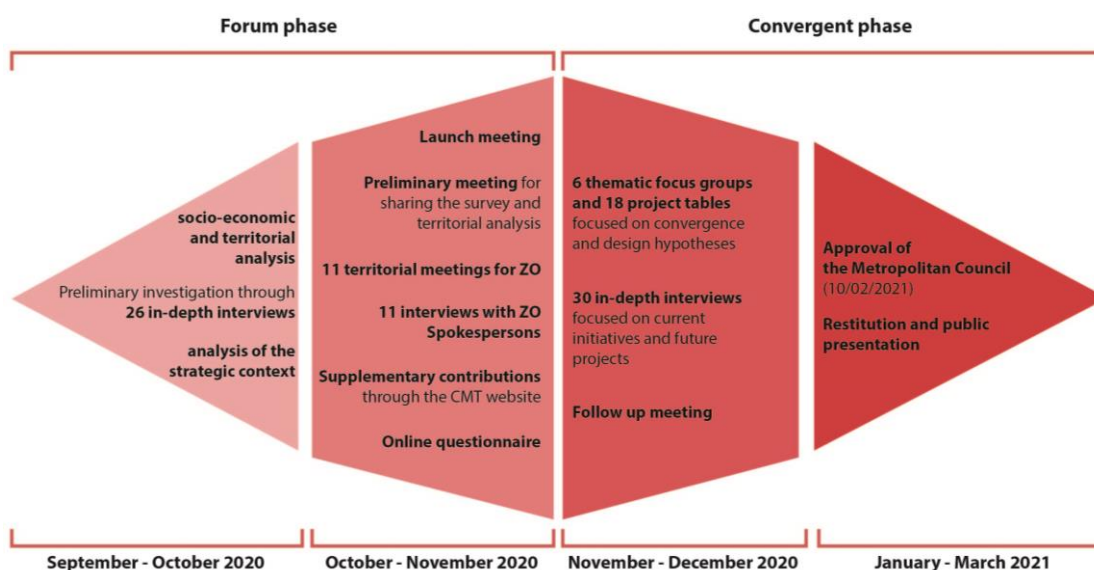 Forum phase
Convergent phase
socio-economic
and territorial
analysis
Preliminary investigation through
26 in-depth interviews
analysis of the
strategic context
Launch meeting
Preliminary meeting for
sharing the survey and
territorial analysis
11 territorial meetings for ZO
11 interviews with ZO
Spokespersons
Supplementary contributions
through the CMT website
Online questionnaire
6 thematic focus groups
and 18 project tables
focused on convergence
and design hypotheses
30 in-depth interviews
focused on current
initiatives and future
projects
Follow up meeting
Approval of
the Metropolitan Council
(10/02/2021)
Restitution and public
presentation
September - October 2020
October - November 2020
November - December 2020
January - March 2021